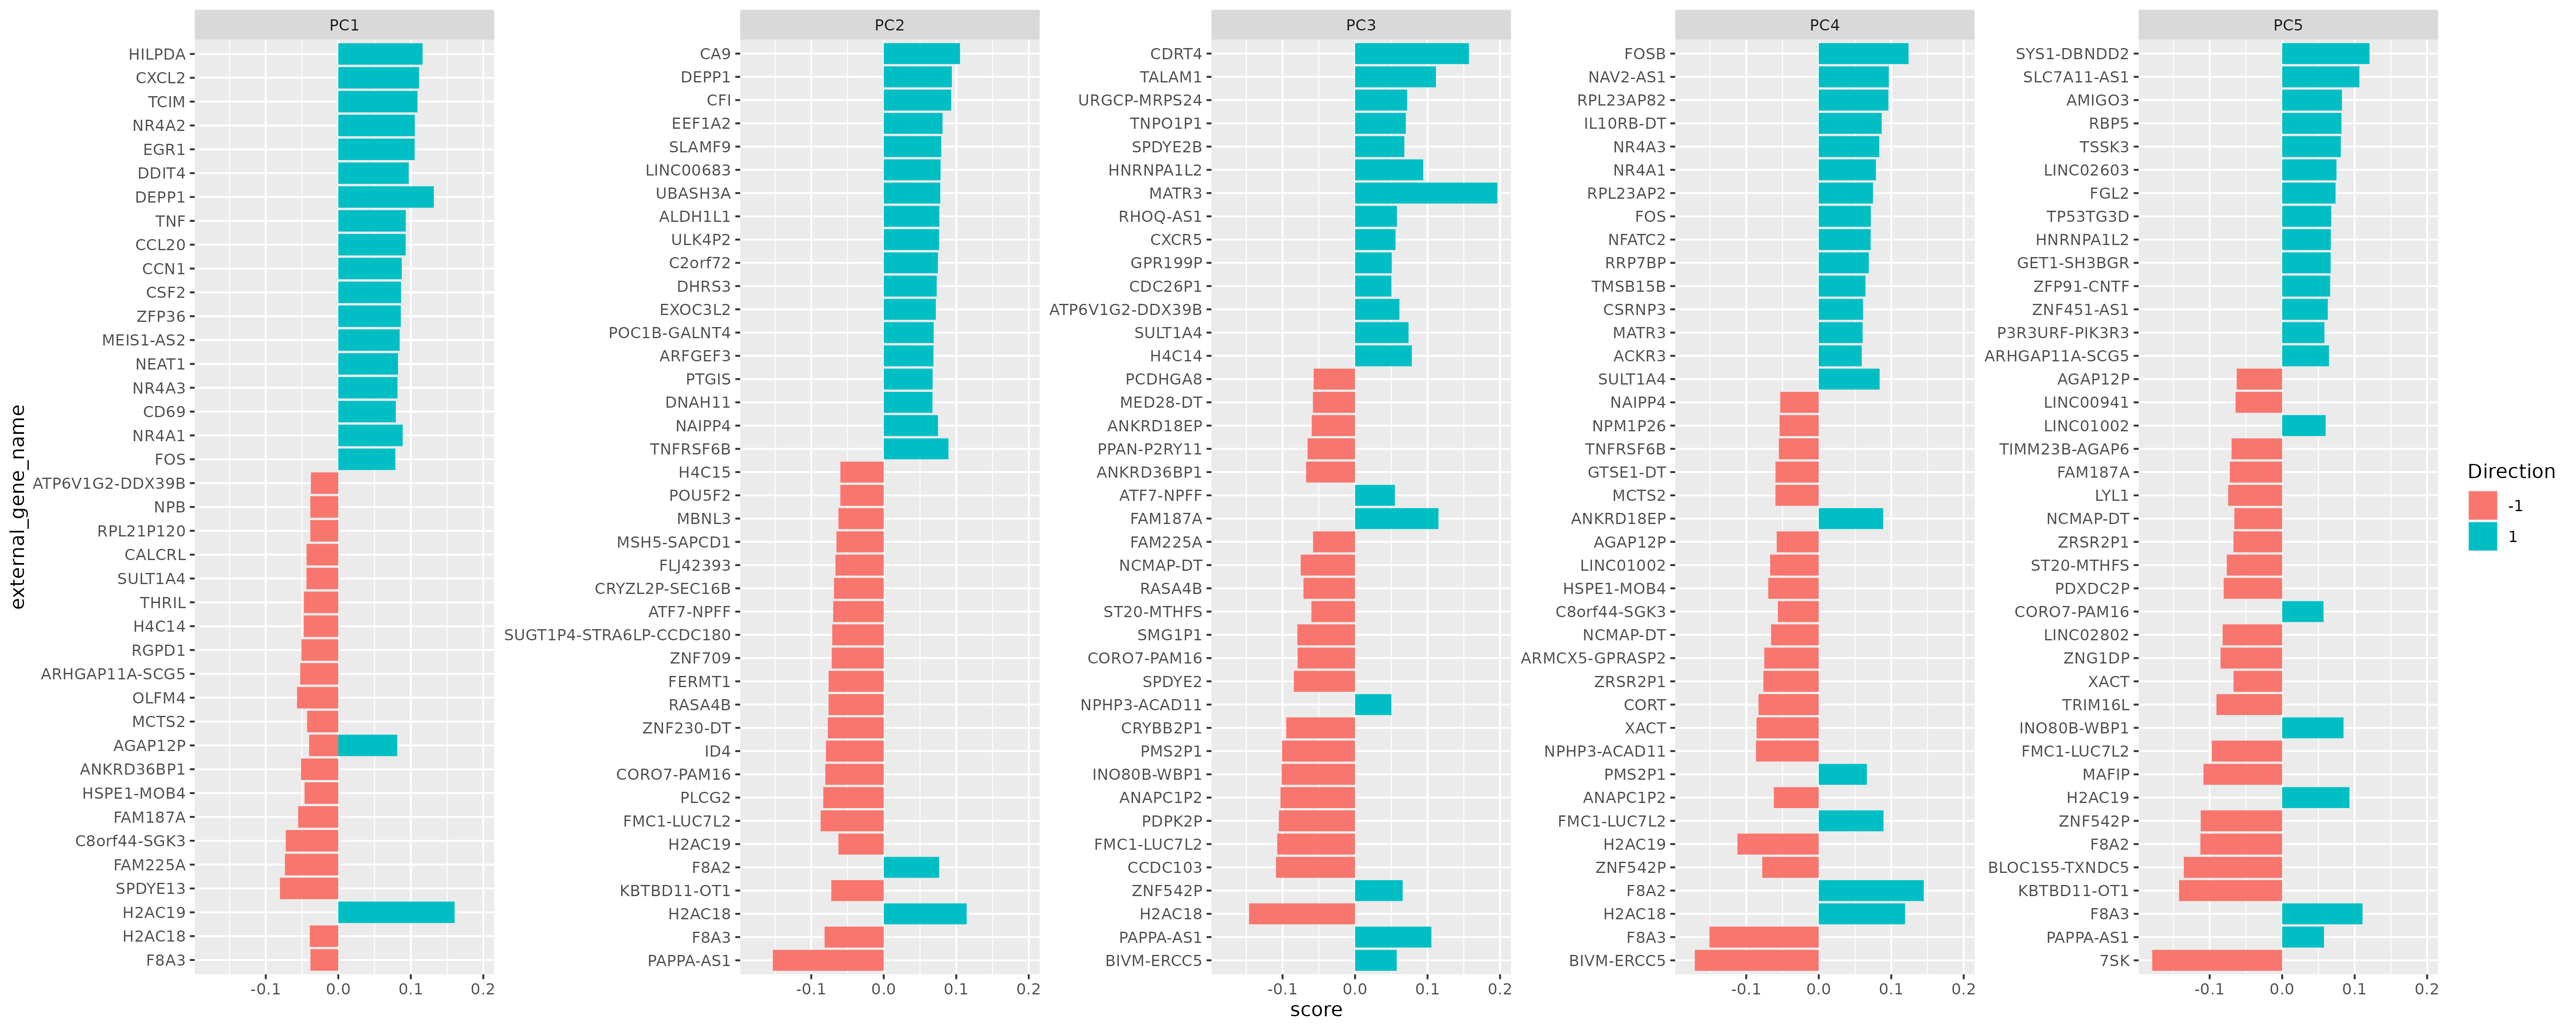 PC1
HILPDA
CXCL2
TCIM
NR4A2
EGR1
DDIT4
DEPP1
TNF
CCL20
CCN1
CSF2
ZFP36
MEIS1-AS2
NEAT1
NR4A3
CD69
NR4A1
FOS
ATP6V1G2-DDX39B
NPB
RPL21P120
CALCRL
SULT1A4
THRIL
H4C14
RGPD1
ARHGAP11A-SCG5
OLFM4
MCTS2
AGAP12P
ANKRD36BP1
HSPE1-MOB4
FAM187A
C8orf44-SGK3
FAM225A
SPDYE13
H2AC19
H2AC18
F8A3
-0.1 0.0 0.1 0.2
PC2
CA9
DEPP1
CFI
EEF1A2
SLAMF9
LINC00683
UBASH3A
ALDH1L1
ULK4P2
C2orf72
DHRS3
EXOC3L2
POC1B-GALNT4
ARFGEF3
PTGIS
DNAH11
NAIPP4
TNFRSF6B
H4C15
POU5F2
MBNL3
MSH5-SAPCD1
FLJ42393
CRYZL2P-SEC16B
ATF7-NPFF
SUGT1P4-STRA6LP-CCDC180
ZNF709
FERMT1
RASA4B
ZNF230-DT
ID4
CORO7-PAM16
PLCG2
FMC1-LUC7L2
H2AC19
F8A2
KBTBD11-OT1
H2AC18
F8A3
PAPPA-AS1
-0.1 0.0 0.1 0.2
PC3
CDRT4
TALAM1
URGCP-MRPS24
TNPO1P1
SPDYE2B
HNRNPA1L2
MATR3
RHOQ-AS1
CXCR5
GPR199P
CDC26P1
ATP6V1G2-DDX39B
SULT1A4
H4C14
PCDHGA8
MED28-DT
ANKRD18EP
PPAN-P2RY11
ANKRD36BP1
ATF7-NPFF
FAM187A
FAM225A
NCMAP-DT
RASA4B
ST20-MTHFS
SMG1P1
CORO7-PAM16
SPDYE2
NPHP3-ACAD11
CRYBB2P1
PMS2P1
INO80B-WBP1
ANAPC1P2
PDPK2P
FMC1-LUC7L2
CCDC103
ZNF542P
H2AC18
PAPPA-AS1
BIVM-ERCC5
-0.1 0.0 0.1 0.2
PC4
FOSB
NAV2-AS1
RPL23AP82
IL10RB-DT
NR4A3
NR4A1
RPL23AP2
FOS
NFATC2
RRP7BP
TMSB15B
CSRNP3
MATR3
ACKR3
SULT1A4
NAIPP4
NPM1P26
TNFRSF6B
GTSE1-DT
MCTS2
ANKRD18EP
AGAP12P
LINC01002
HSPE1-MOB4
C8orf44-SGK3
NCMAP-DT
ARMCX5-GPRASP2
ZRSR2P1
CORT
XACT
NPHP3-ACAD11
PMS2P1
ANAPC1P2
FMC1-LUC7L2
H2AC19
ZNF542P
F8A2
H2AC18
F8A3
BIVM-ERCC5
-0.1 0.0 0.1 0.2
PC5
SYS1-DBNDD2
SLC7A11-AS1
AMIGO3
RBP5
TSSK3
LINC02603
FGL2
TP53TG3D
HNRNPA1L2
GET1-SH3BGR
ZFP91-CNTF
ZNF451-AS1
P3R3URF-PIK3R3
ARHGAP11A-SCG5
AGAP12P
LINC00941
LINC01002
TIMM23B-AGAP6
FAM187A
LYL1
NCMAP-DT
ZRSR2P1
ST20-MTHFS
PDXDC2P
CORO7-PAM16
LINC02802
ZNG1DP
XACT
TRIM16L
INO80B-WBP1
FMC1-LUC7L2
MAFIP
H2AC19
ZNF542P
F8A2
BLOC1S5-TXNDC5
KBTBD11-OT1
F8A3
PAPPA-AS1
7SK
-0.1 0.0 0.1 0.2
external_gene_name
score
Direction
-1
1